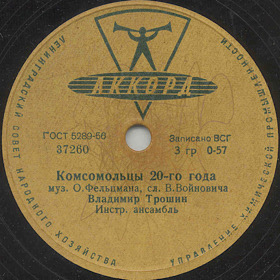 АККОРД
ЛЕНИНГРАДСКИЙ СОВЕТ НАРОДНОГО ХОЗЯЙСТВА
УПРАВЛЕНИЕ ХИМИЧЕСКОЙ ПРОМЫШЛЕННОСТИ
ГОСТ 5289-56
37260
Записано ВСГ
3 гр 0-57
Комсомольцы 20-го года
муз. О.Фельцмана, сл. В.Войновича
Владимир Трошин
Инстр. ансамбль